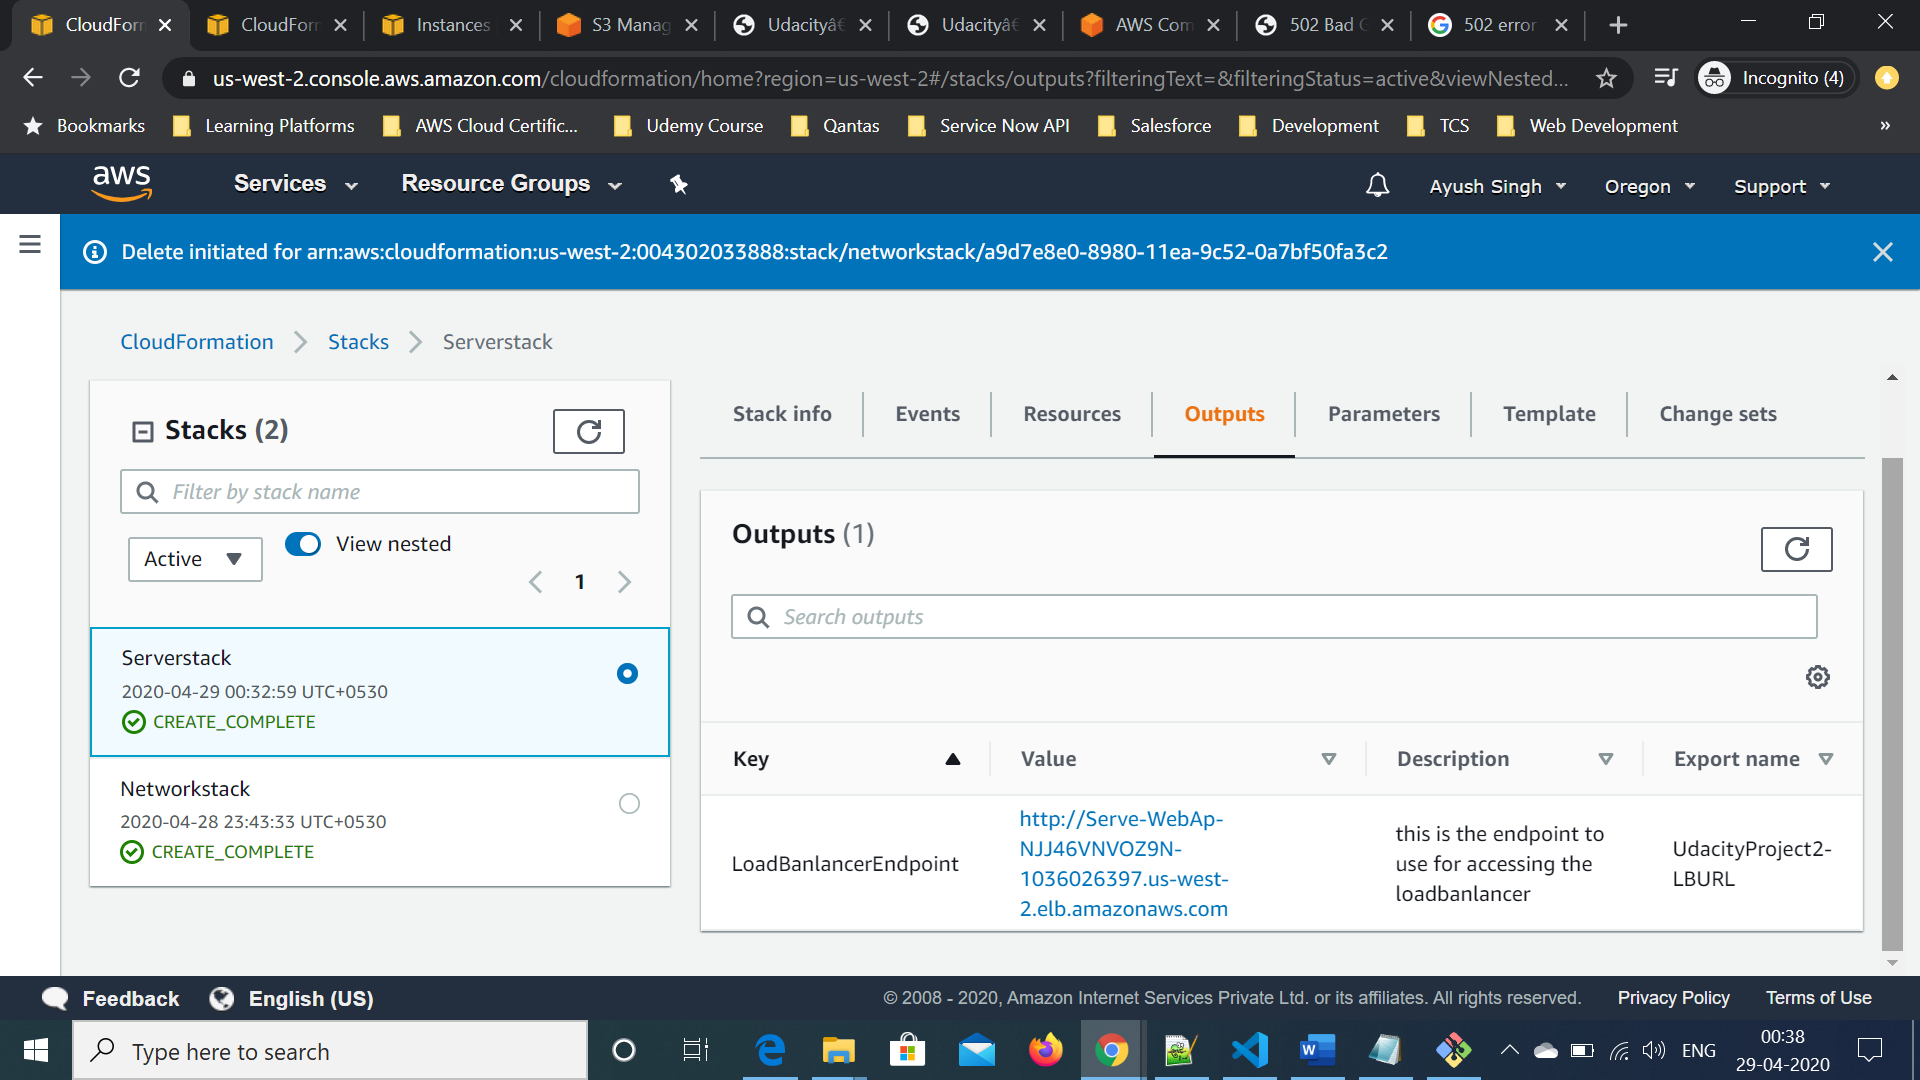 CloudForm
CloudForm
Instances
S3 Manag
Udacityâ€
Udacityâ€
AWS Com
502 Bad G
502 error
us-west-2.console.aws.amazon.com/cloudformation/home?region=us-west-2#/stacks/outputs?filteringText=&filteringStatus=active&viewNested...
Incognito (4)
Bookmarks
Learning Platforms
AWS Cloud Certific...
Udemy Course
Qantas
Service Now API
Salesforce
Development
TCS
Web Development
»
aws
Services
Resource Groups
Ayush Singh
Oregon
Support
Delete initiated for arn:aws:cloudformation:us-west-2:004302033888:stack/networkstack/a9d7e8e0-8980-11ea-9c52-0a7bf50fa3c2
CloudFormation
Stacks
Serverstack
Stacks (2)
Filter by stack name
Active
View nested
1
Serverstack
2020-04-29 00:32:59 UTC+0530
CREATE_COMPLETE
Networkstack
2020-04-28 23:43:33 UTC+0530
CREATE_COMPLETE
Stack info
Events
Resources
Outputs
Parameters
Template
Change sets
Outputs (1)
Search outputs
Key
Value
Description
Export name
LoadBanlancerEndpoint
http://Serve-WebAp-
NJJ46VNVOZ9N-
1036026397.us-west-
2.elb.amazonaws.com
this is the endpoint to
use for accessing the
loadbanlancer
UdacityProject2-
LBURL
Feedback
English (US)
© 2008 - 2020, Amazon Internet Services Private Ltd. or its affiliates. All rights reserved.
Privacy Policy
Terms of Use
Type here to search
ENG
00:38
29-04-2020